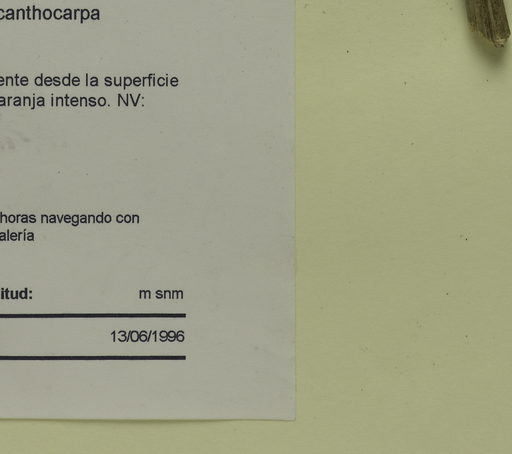 canthocarpa
ente desde la superficie
aranja intenso. NV:
horas navegando con
alería
itud: m snm
13/06/1996